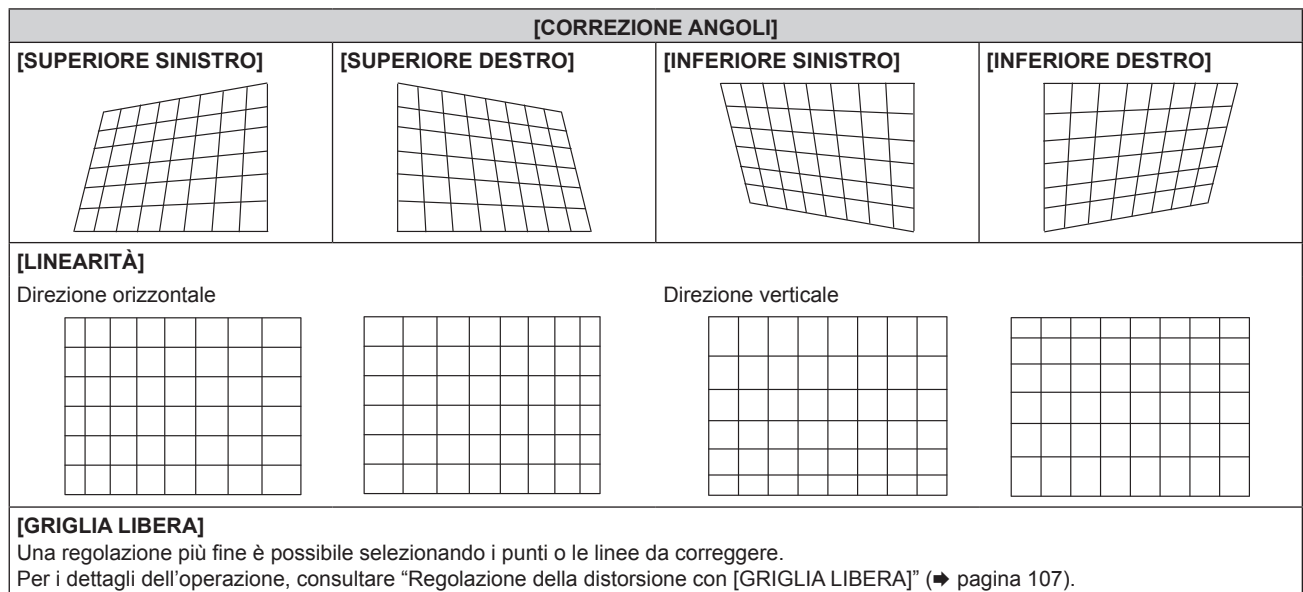 [CORREZIONE ANGOLI]
[SUPERIORE SINISTRO]
[SUPERIORE DESTRO]
[INFERIORE SINISTRO]
[INFERIORE DESTRO]
[LINEARITÀ]
Direzione orizzontale
Direzione verticale
[GRIGLIA LIBERA]
Una regolazione più fine è possibile selezionando i punti o le linee da correggere.
Per i dettagli dell’operazione, consultare “Regolazione della distorsione con [GRIGLIA LIBERA]” (➡ pagina 107).